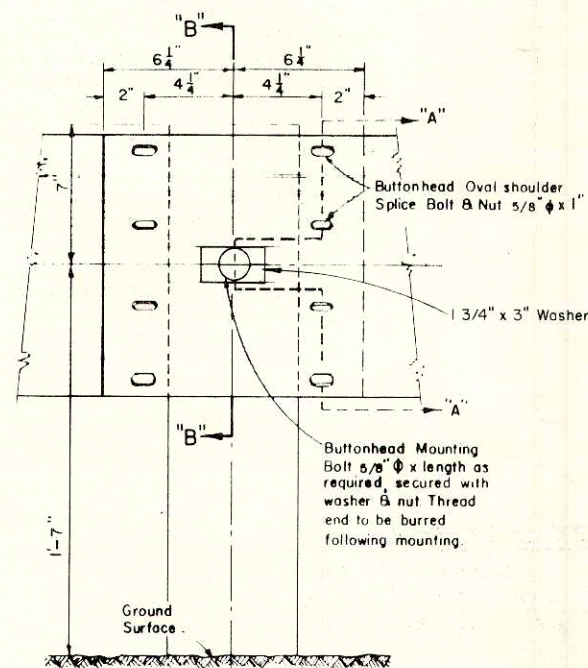 "B"
6 1/4" 6 1/4"
2" 4 1/4" 4 1/4" 2"
"A"
7"
Buttonhead Oval shoulder
Splice Bolt & Nut 5/8" ϕ x 1"
1 3/4" x 3" Washer
"A"
"B"
Buttonhead Mounting
Bolt 5/8" ϕ x length as
required, secured with
washer & nut Thread
end to be burred
following mounting.
1'-7"
Ground
Surface